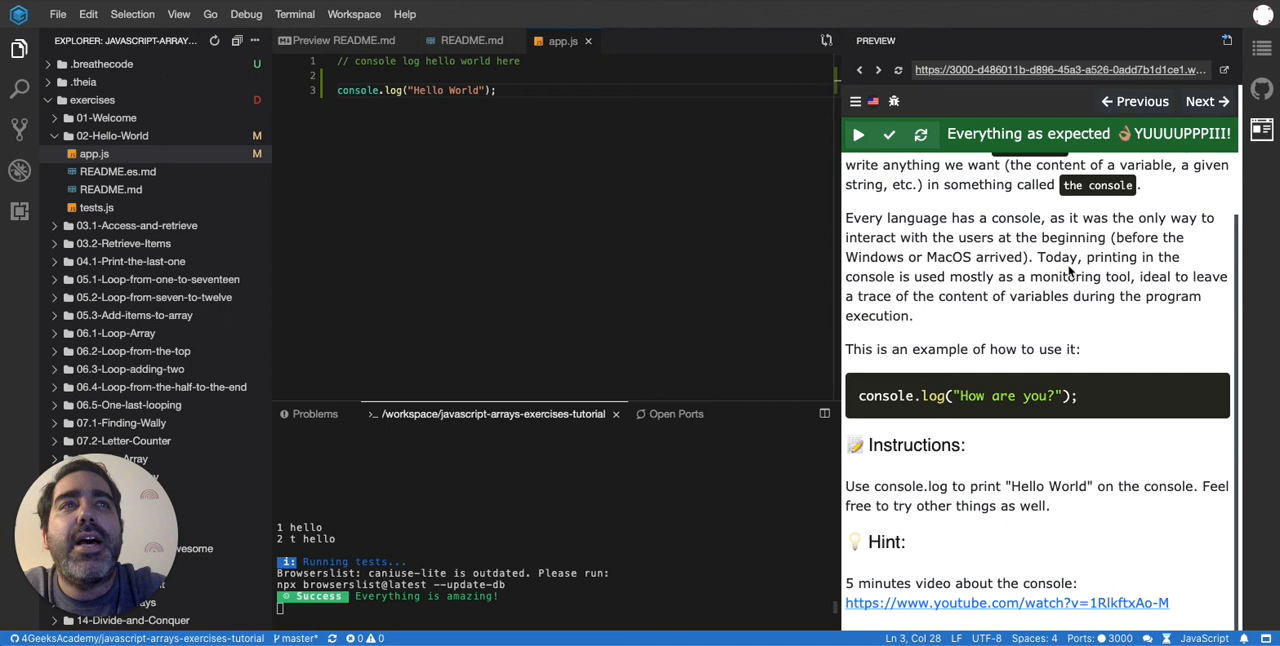 File Edit Selection View Go Debug Terminal Workspace Help
EXPLORER: JAVASCRIPT-ARRAY...
.breathecode U
.theia
exercises D
01-Welcome
02-Hello-World M
app.js M
README.es.md
README.md
tests.js
03.1-Access-and-retrieve
03.2-Retrieve-Items
04.1-Print-the-last-one
05.1-Loop-from-one-to-seventeen
05.2-Loop-from-seven-to-twelve
05.3-Add-items-to-array
06.1-Loop-Array
06.2-Loop-from-the-top
06.3-Loop-adding-two
06.4-Loop-from-the-half-to-the-end
06.5-One-last-looping
07.1-Finding-Wally
07.2-Letter-Counter
Array
wesome
14-Divide-and-Conquer
Preview README.md README.md app.js
1 // console log hello world here
2
3 console.log("Hello World");
Problems >_ /workspace/javascript-arrays-exercises-tutorial Open Ports
1 hello
2 t hello
i: Running tests...
Browserslist: caniuse-lite is outdated. Please run:
npx browserslist@latest --update-db
Success Everything is amazing!
PREVIEW
https://3000-d486011b-d896-45a3-a526-0add7b1d1ce1.w...
Previous Next
Everything as expected 👌🏽 YUUUUPPPIII!
write anything we want (the content of a variable, a given
string, etc.) in something called the console.
Every language has a console, as it was the only way to
interact with the users at the beginning (before the
Windows or MacOS arrived). Today, printing in the
console is used mostly as a monitoring tool, ideal to leave
a trace of the content of variables during the program
execution.
This is an example of how to use it:
console.log("How are you?");
📝 Instructions:
Use console.log to print "Hello World" on the console. Feel
free to try other things as well.
💡 Hint:
5 minutes video about the console:
https://www.youtube.com/watch?v=1RlkftxAo-M
4GeeksAcademy/javascript-arrays-exercises-tutorial master* 0 0 Ln 3, Col 28 LF UTF-8 Spaces: 4 Ports: 3000 JavaScript